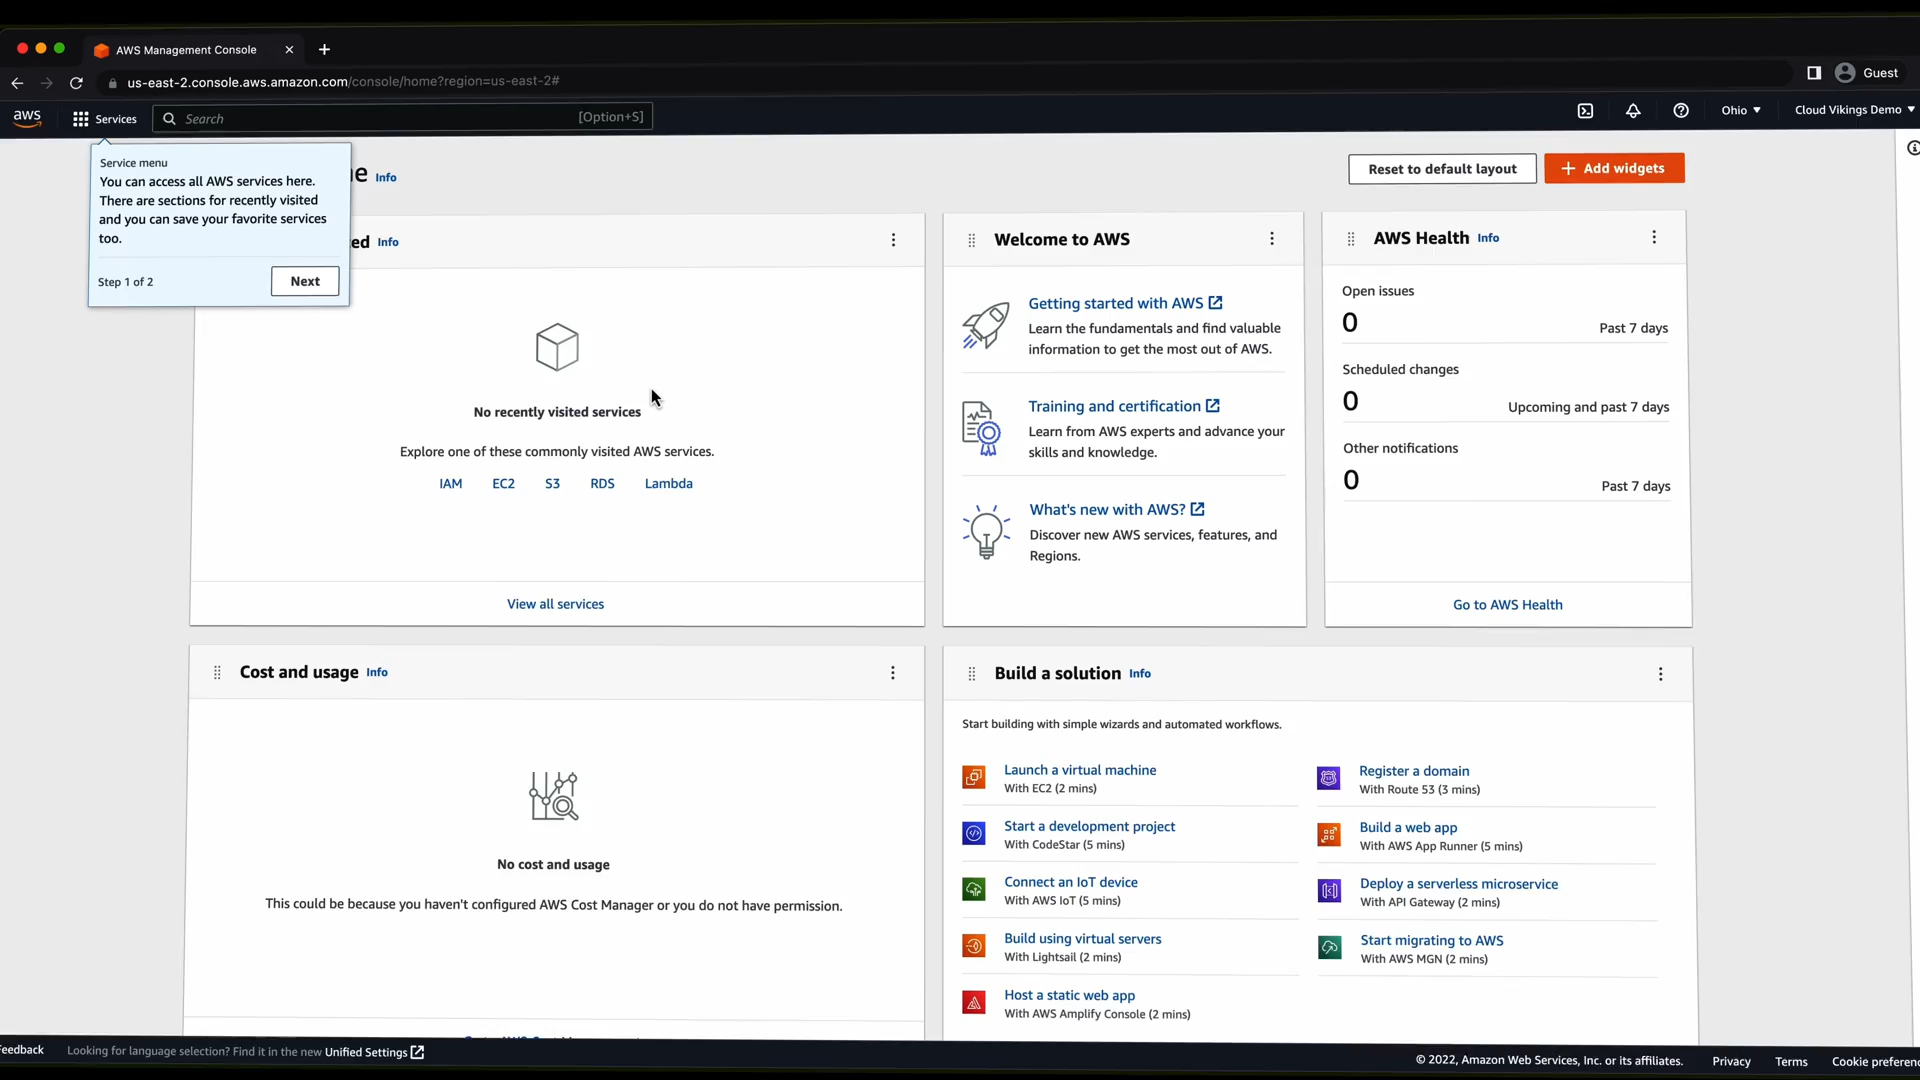 AWS Management Console
us-east-2.console.aws.amazon.com/console/home?region=us-east-2#
Guest
aws
Services
Search
[Option+S]
Ohio
Cloud Vikings Demo
Service menu
You can access all AWS services here.
There are sections for recently visited
and you can save your favorite services
too.
Step 1 of 2
Next
Info
Reset to default layout
+ Add widgets
Info
No recently visited services
Explore one of these commonly visited AWS services.
IAM EC2 S3 RDS Lambda
View all services
Welcome to AWS
Getting started with AWS
Learn the fundamentals and find valuable
information to get the most out of AWS.
Training and certification
Learn from AWS experts and advance your
skills and knowledge.
What's new with AWS?
Discover new AWS services, features, and
Regions.
AWS Health Info
Open issues
0
Past 7 days
Scheduled changes
0
Upcoming and past 7 days
Other notifications
0
Past 7 days
Go to AWS Health
Cost and usage Info
No cost and usage
This could be because you haven't configured AWS Cost Manager or you do not have permission.
Build a solution Info
Start building with simple wizards and automated workflows.
Launch a virtual machine
With EC2 (2 mins)
Start a development project
With CodeStar (5 mins)
Connect an IoT device
With AWS IoT (5 mins)
Build using virtual servers
With Lightsail (2 mins)
Host a static web app
With AWS Amplify Console (2 mins)
Register a domain
With Route 53 (3 mins)
Build a web app
With AWS App Runner (5 mins)
Deploy a serverless microservice
With API Gateway (2 mins)
Start migrating to AWS
With AWS MGN (2 mins)
eedback
Looking for language selection? Find it in the new Unified Settings
© 2022, Amazon Web Services, Inc. or its affiliates.
Privacy
Terms
Cookie preferen